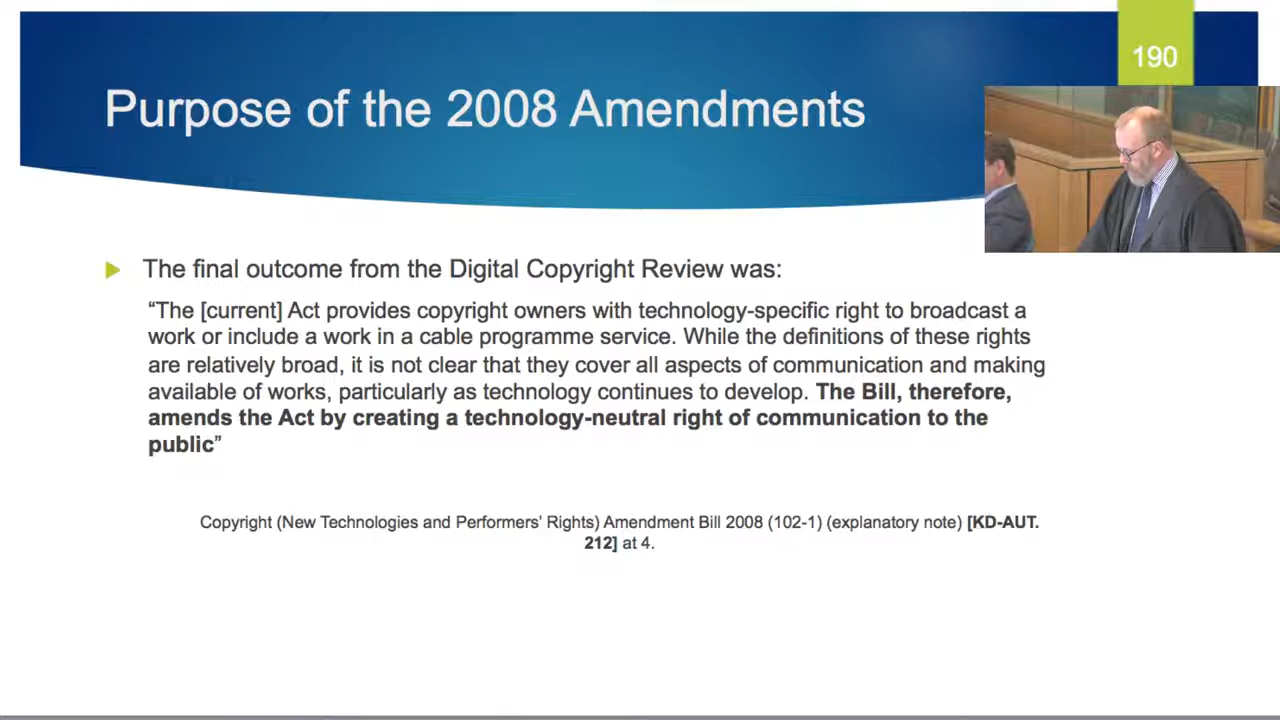 190
Purpose of the 2008 Amendments
The final outcome from the Digital Copyright Review was:
“The [current] Act provides copyright owners with technology-specific right to broadcast a
work or include a work in a cable programme service. While the definitions of these rights
are relatively broad, it is not clear that they cover all aspects of communication and making
available of works, particularly as technology continues to develop. The Bill, therefore,
amends the Act by creating a technology-neutral right of communication to the
public”
Copyright (New Technologies and Performers’ Rights) Amendment Bill 2008 (102-1) (explanatory note) [KD-AUT.
212] at 4.